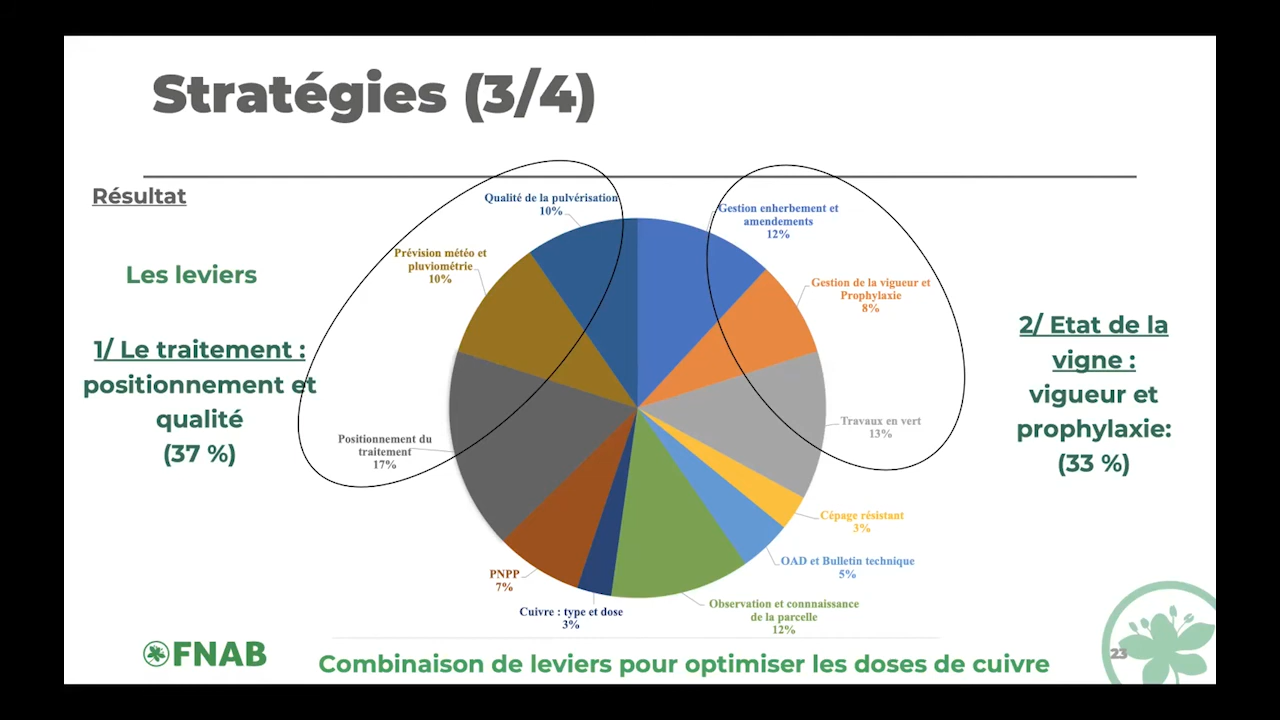 Stratégies (3/4)
Résultat
Les leviers
1/ Le traitement :
positionnement et
qualité
(37 %)
Qualité de la pulvérisation
10%
Prévision météo et
pluviométrie
10%
Positionnement du
traitement
17%
PNPP
7%
Cuivre : type et dose
3%
Gestion enherbement et
amendements
12%
Gestion de la vigueur et
Prophylaxie
8%
Travaux en vert
13%
Cépage résistant
3%
OAD et Bulletin technique
5%
Observation et connnaissance
de la parcelle
12%
2/ Etat de la
vigne :
vigueur et
prophylaxie:
(33 %)
FNAB
Combinaison de leviers pour optimiser les doses de cuivre
23